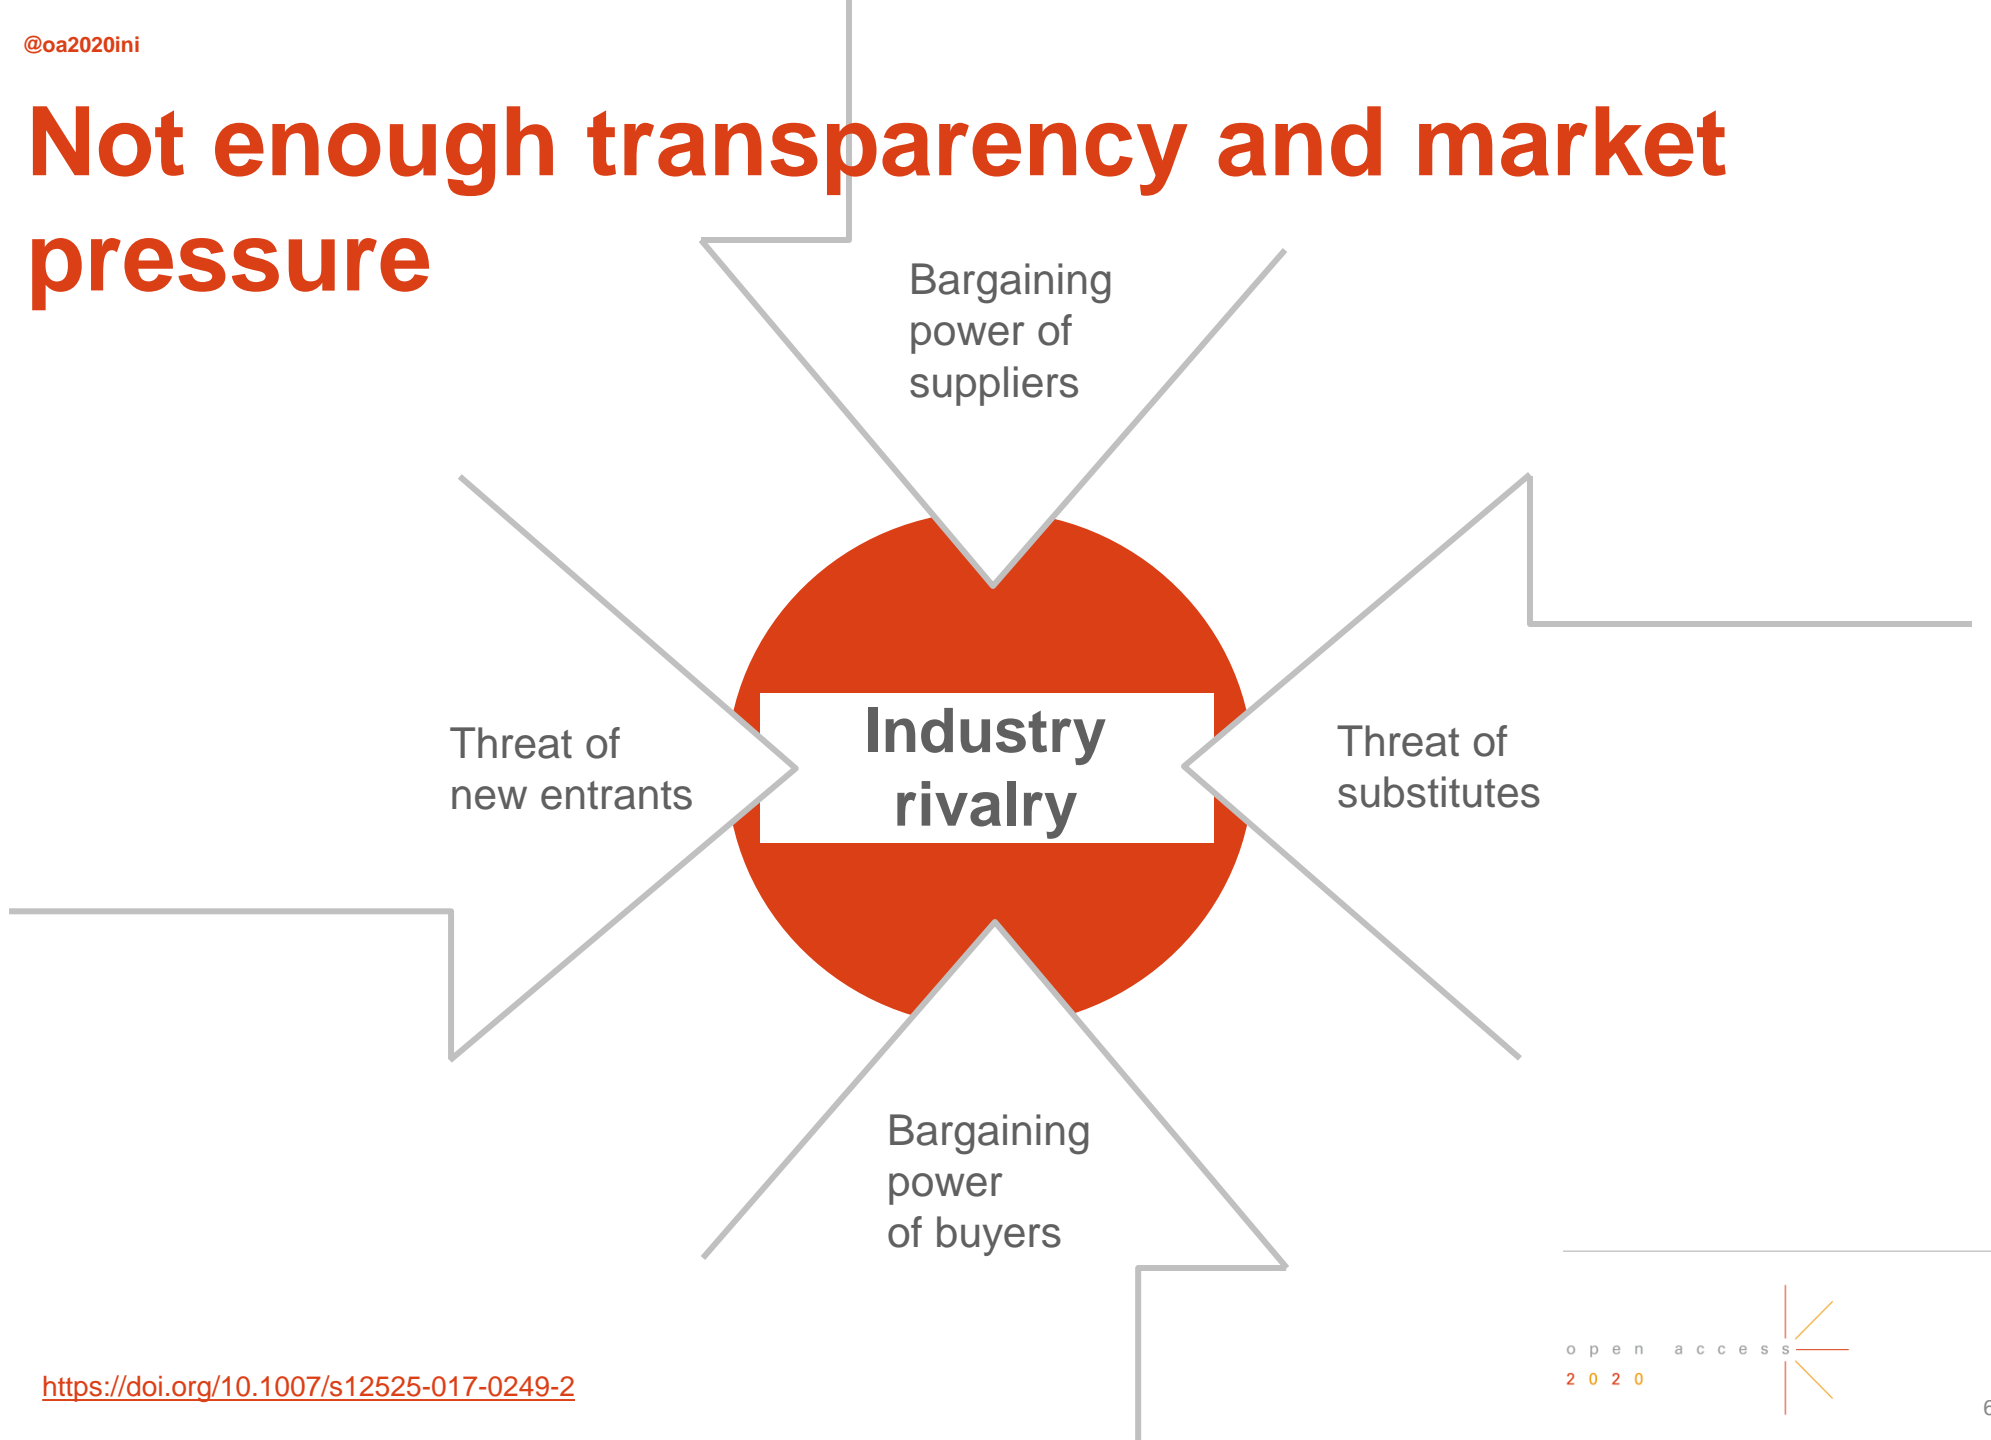 @oa2020ini
Not enough transparency and market
pressure
Bargaining
power of
suppliers
Threat of
new entrants
Industry
rivalry
Threat of
substitutes
Bargaining
power
of buyers
open access
2020
https://doi.org/10.1007/s12525-017-0249-2
6